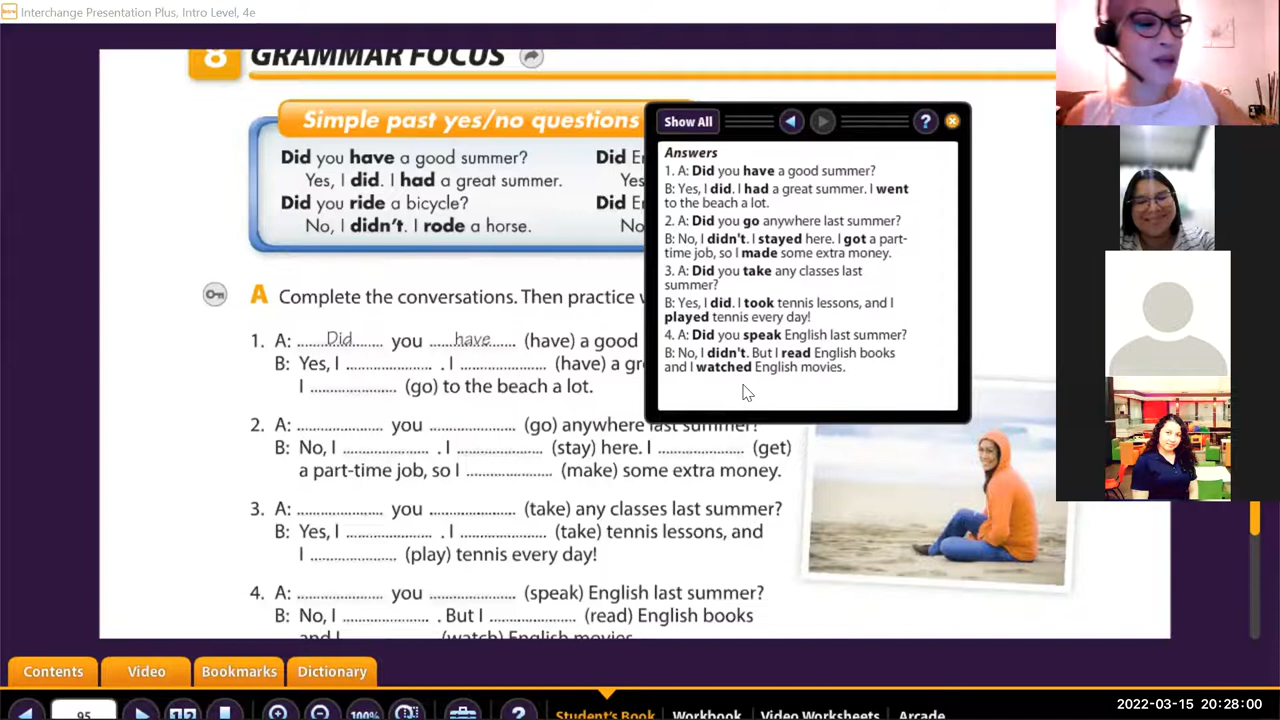 Interchange Presentation Plus, Intro Level, 4e
8 GRAMMAR FOCUS
Simple past yes/no questions
Did you have a good summer?
Yes, I did. I had a great summer.
Did you ride a bicycle?
No, I didn't. I rode a horse.
Did
Yes
Did
No
A Complete the conversations. Then practice
1. A: Did you have (have) a good
B: Yes, I . I (have) a
I (go) to the beach a lot.
2. A: you (go) anywhere last summer?
B: No, I . I (stay) here. I (get)
a part-time job, so I (make) some extra money.
3. A: you (take) any classes last summer?
B: Yes, I . I (take) tennis lessons, and
I (play) tennis every day!
4. A: you (speak) English last summer?
B: No, I . But I (read) English books
and I (watch) English movies.
Show All ?
Answers
1. A: Did you have a good summer?
B: Yes, I did. I had a great summer. I went
to the beach a lot.
2. A: Did you go anywhere last summer?
B: No, I didn't. I stayed here. I got a part-
time job, so I made some extra money.
3. A: Did you take any classes last
summer?
B: Yes, I did. I took tennis lessons, and I
played tennis every day!
4. A: Did you speak English last summer?
B: No, I didn't. But I read English books
and I watched English movies.
Contents Video Bookmarks Dictionary
95 100% ? Student's Book Workbook Video Worksheets Arcade
2022-03-15 20:28:00